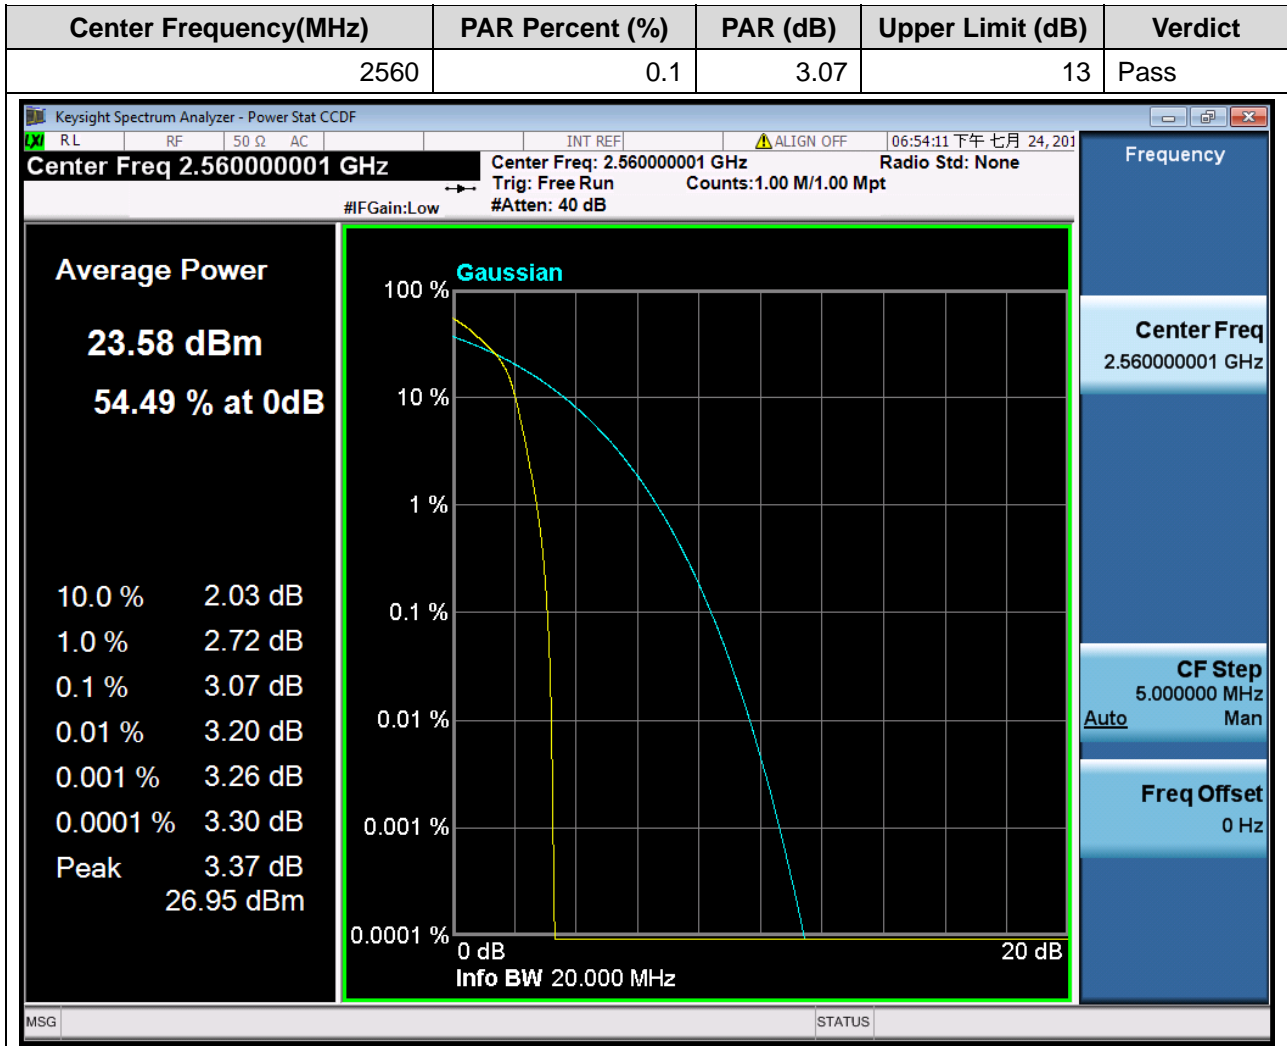 Center Frequency(MHz) PAR Percent (%) PAR (dB) Upper Limit (dB) Verdict
2560 0.1 3.07 13 Pass
Keysight Spectrum Analyzer - Power Stat CCDF
LXI RL RF 50 Ω AC INT REF ALIGN OFF 06:54:11 下午 七月 24, 201
Center Freq 2.560000001 GHz
#IFGain:Low
Center Freq: 2.560000001 GHz Radio Std: None
Trig: Free Run Counts:1.00 M/1.00 Mpt
#Atten: 40 dB
Average Power
23.58 dBm
54.49 % at 0dB
10.0 % 2.03 dB
1.0 % 2.72 dB
0.1 % 3.07 dB
0.01 % 3.20 dB
0.001 % 3.26 dB
0.0001 % 3.30 dB
Peak 3.37 dB
26.95 dBm
Gaussian
100 %
10 %
1 %
0.1 %
0.01 %
0.001 %
0.0001 %
0 dB 20 dB
Info BW 20.000 MHz
Frequency
Center Freq
2.560000001 GHz
CF Step
5.000000 MHz
Auto Man
Freq Offset
0 Hz
MSG STATUS